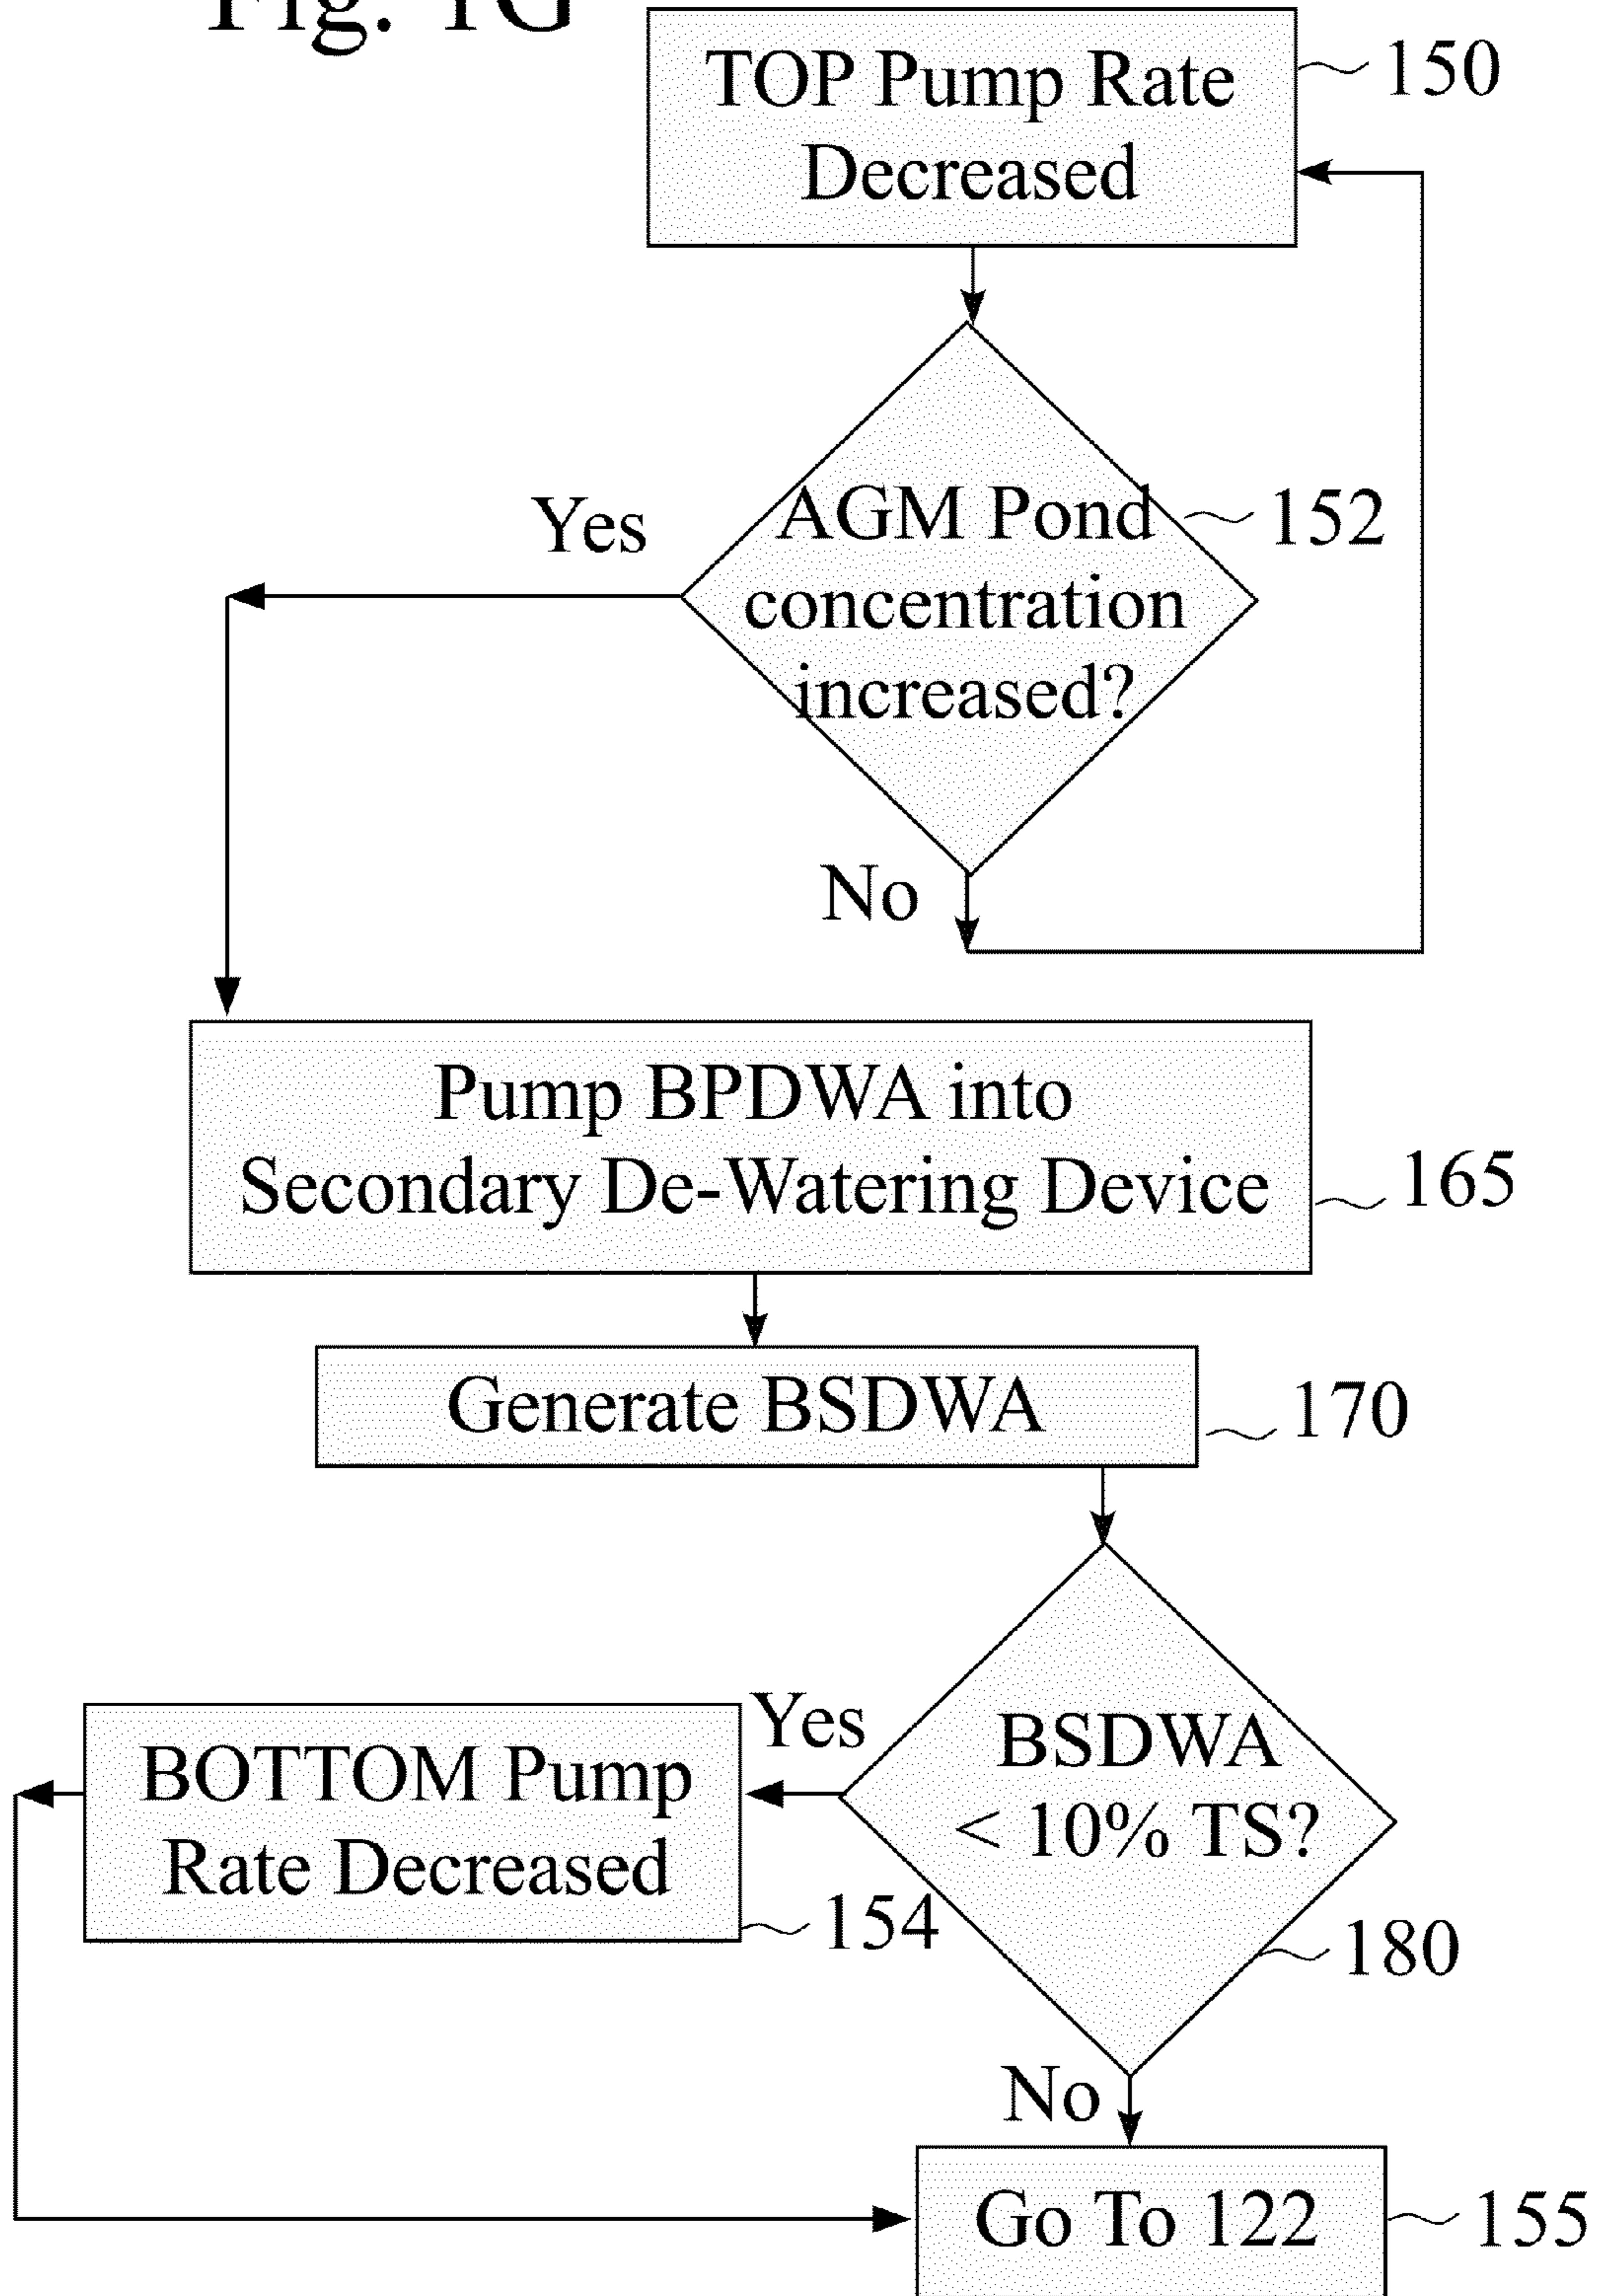 Fig. 1G
TOP Pump Rate
Decreased
150
AGM Pond
concentration
increased?
152
Yes
No
Pump BPDWA into
Secondary De-Watering Device
165
Generate BSDWA
170
BSDWA
< 10% TS?
180
Yes
BOTTOM Pump
Rate Decreased
154
No
Go To 122
155